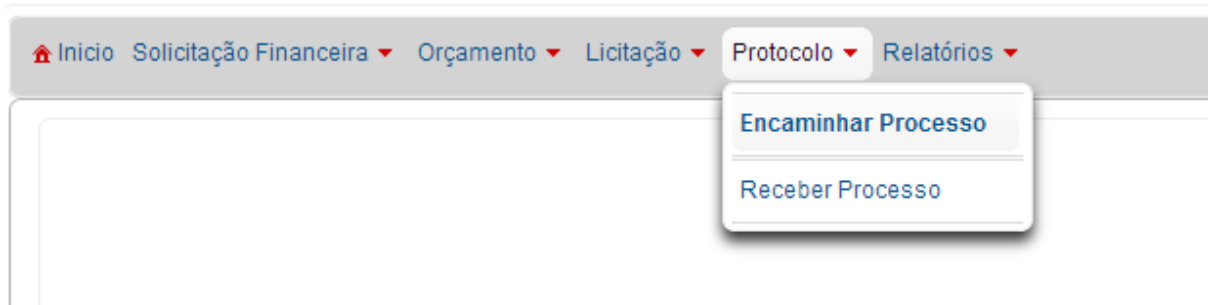 Inicio Solicitação Financeira Orçamento Licitação Protocolo Relatórios
Encaminhar Processo
Receber Processo